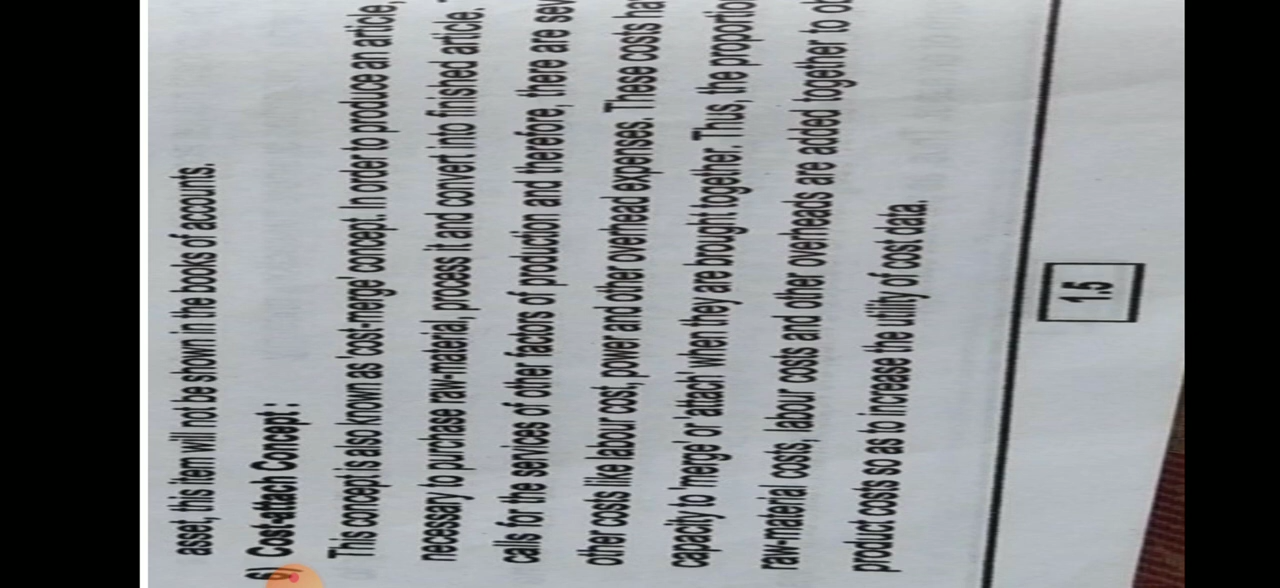 asset, this item will not be shown in the books of accounts.
6) Cost-attach Concept :
This concept is also known as 'cost-merge' concept. In order to produce an article,
necessary to purchase raw-material, process it and convert into finished article.
calls for the services of other factors of production and therefore, there are
other costs like labour cost, power and other overhead expenses. These costs
capacity to 'merge' or 'attach' when they are brought together. Thus, the
raw-material costs, labour costs and other overheads are added together to
product costs so as to increase the utility of cost data.
1.5